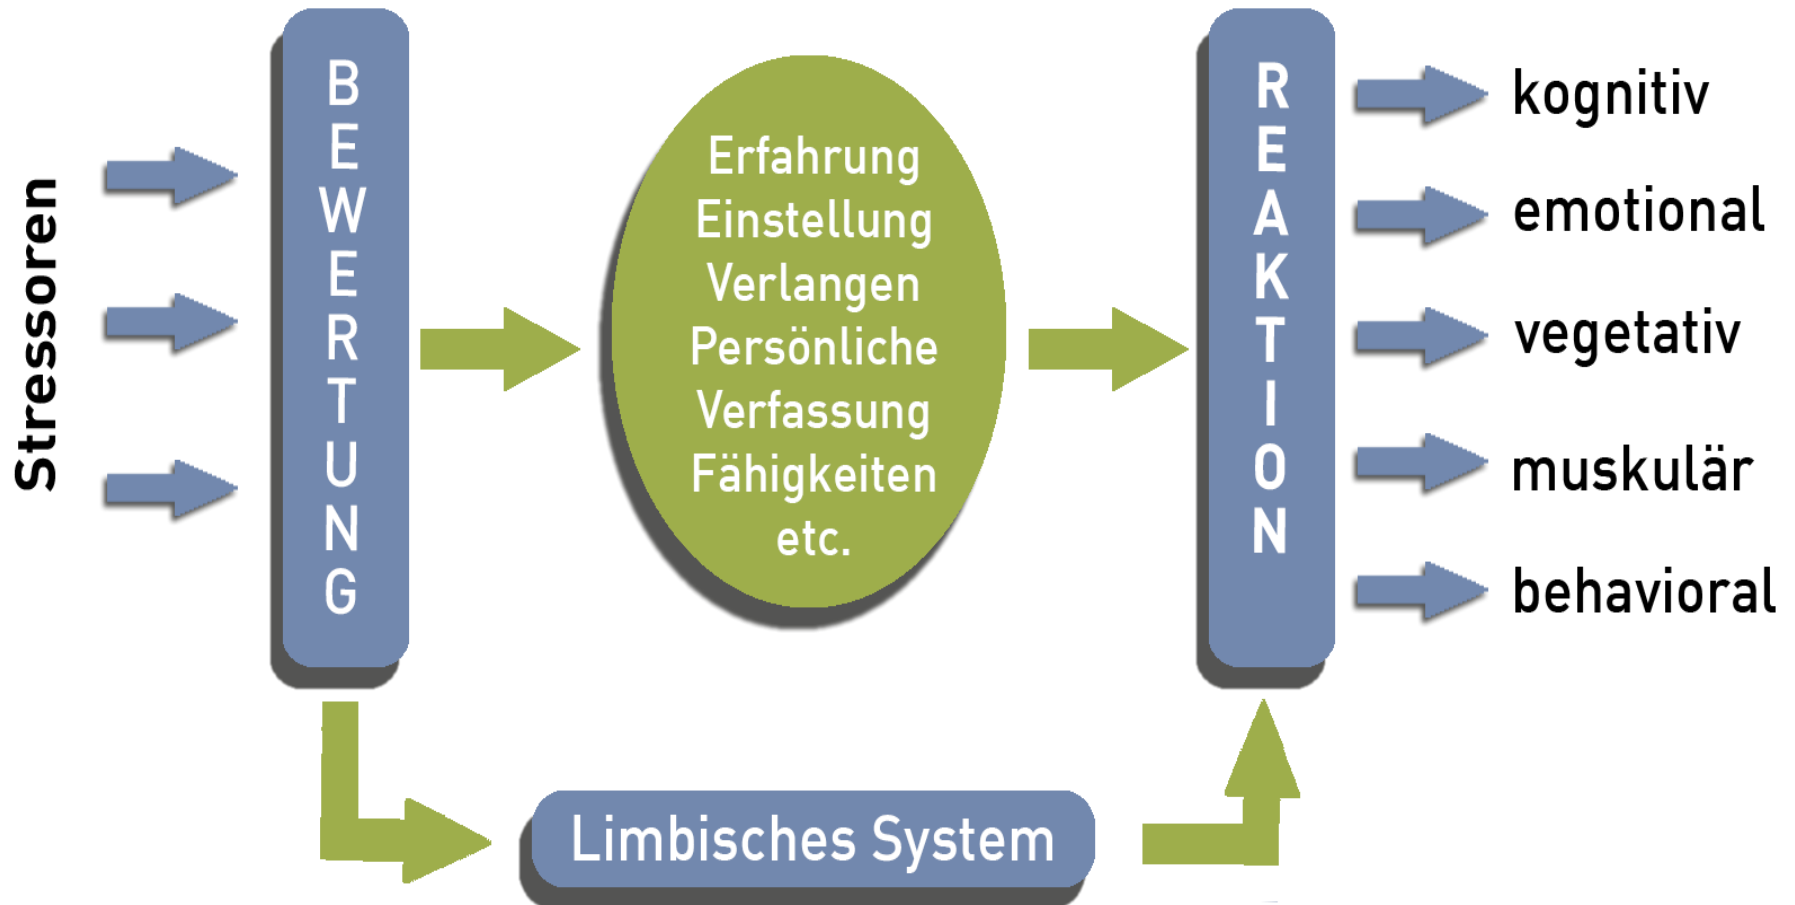 Stressoren
BEWERTUNG
Erfahrung
Einstellung
Verlangen
Persönliche
Verfassung
Fähigkeiten
etc.
REAKTION
kognitiv
emotional
vegetativ
muskulär
behavioral
Limbisches System